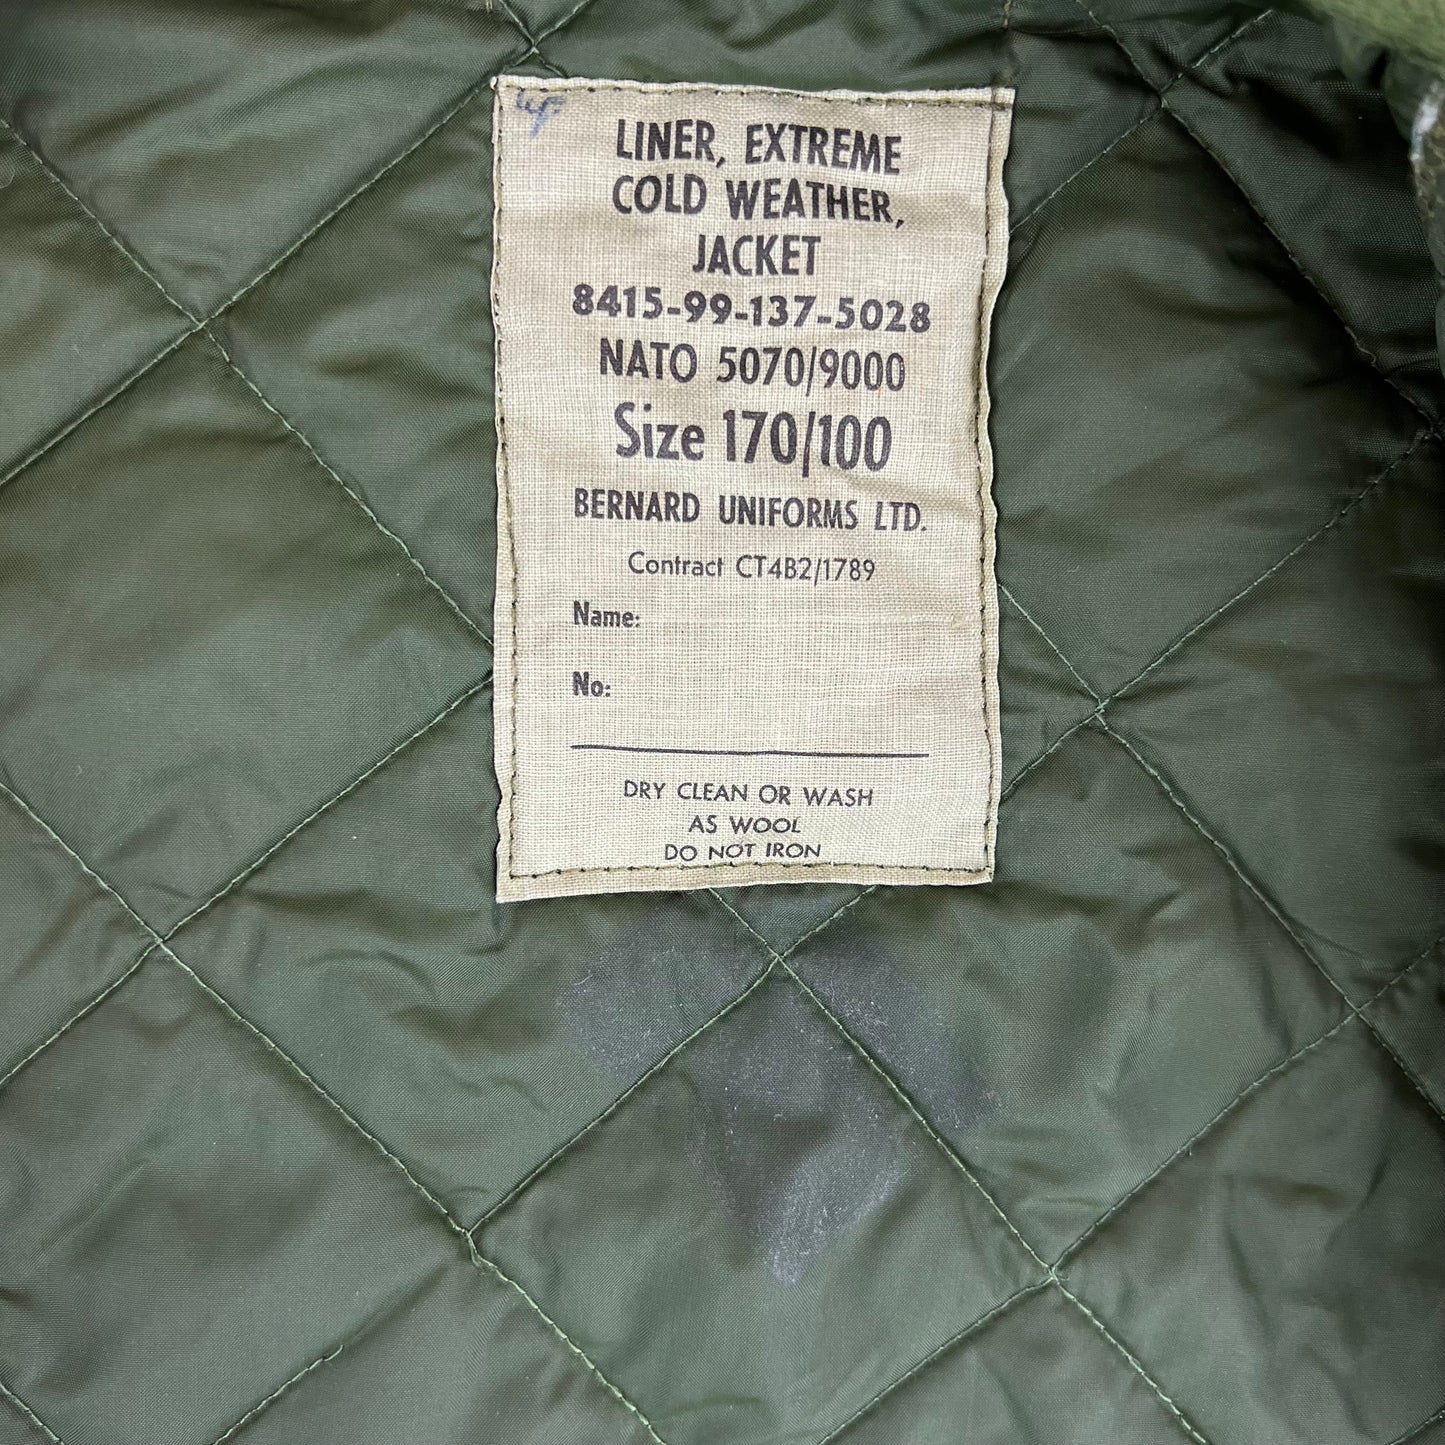 LINER, EXTREME
COLD WEATHER,
JACKET
8415-99-137-5028
NATO 5070/9000
Size 170/100
BERNARD UNIFORMS LTD.
Contract CT4B2/1789
Name:
No:
DRY CLEAN OR WASH
AS WOOL
DO NOT IRON